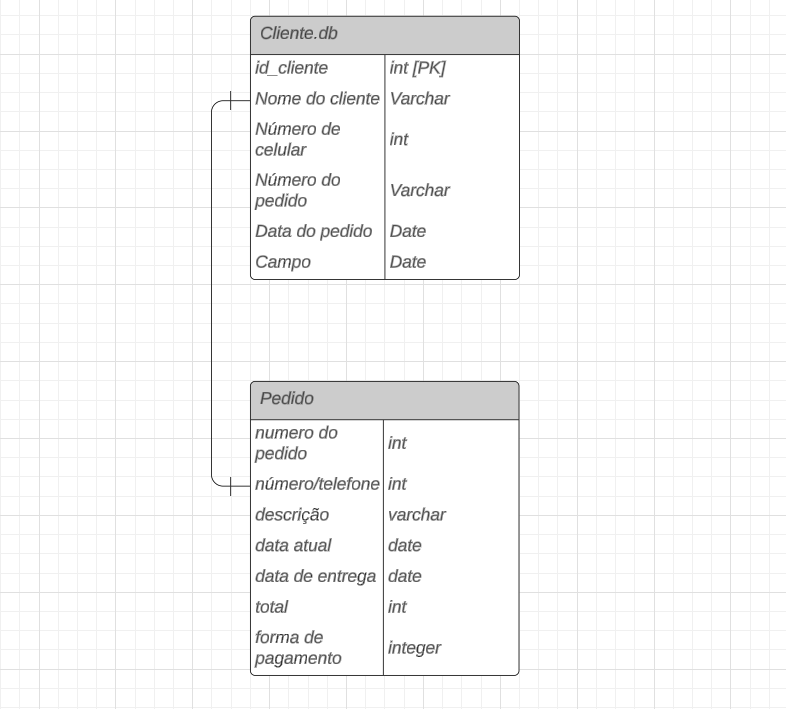 Cliente.db
id_cliente int [PK]
Nome do cliente Varchar
Número de
celular int
Número do
pedido Varchar
Data do pedido Date
Campo Date
Pedido
numero do
pedido int
número/telefone int
descrição varchar
data atual date
data de entrega date
total int
forma de
pagamento integer